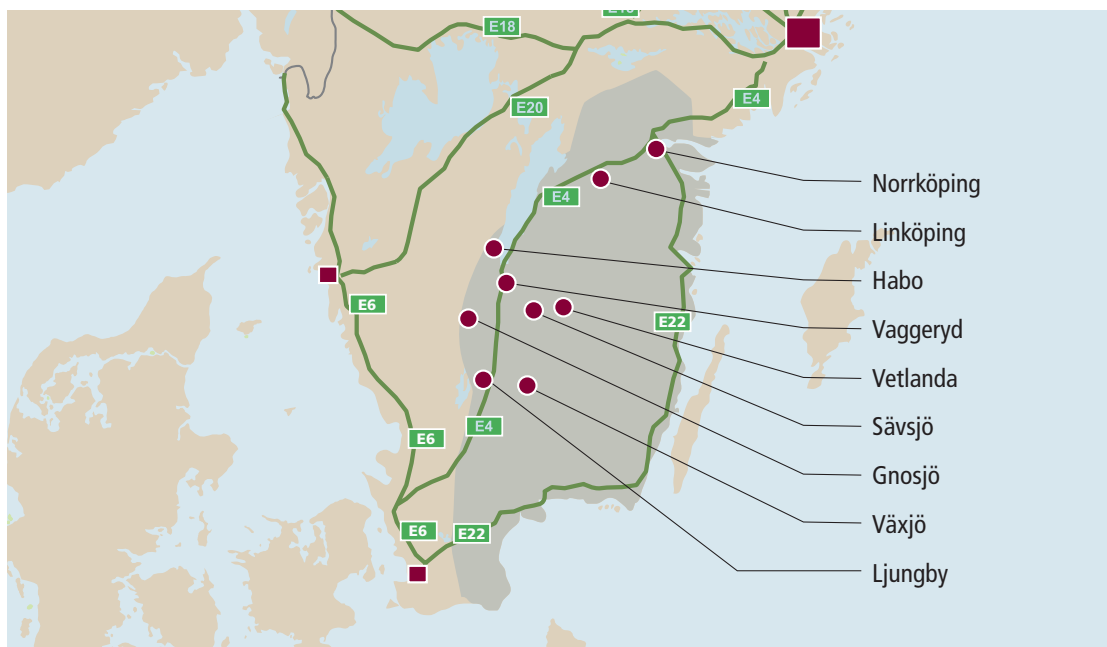 E18
E20
E4
E4
Norrköping
Linköping
Habo
E6
Vaggeryd
E22
Vetlanda
Sävsjö
E4
E6
Gnosjö
Växjö
E6
E22
Ljungby